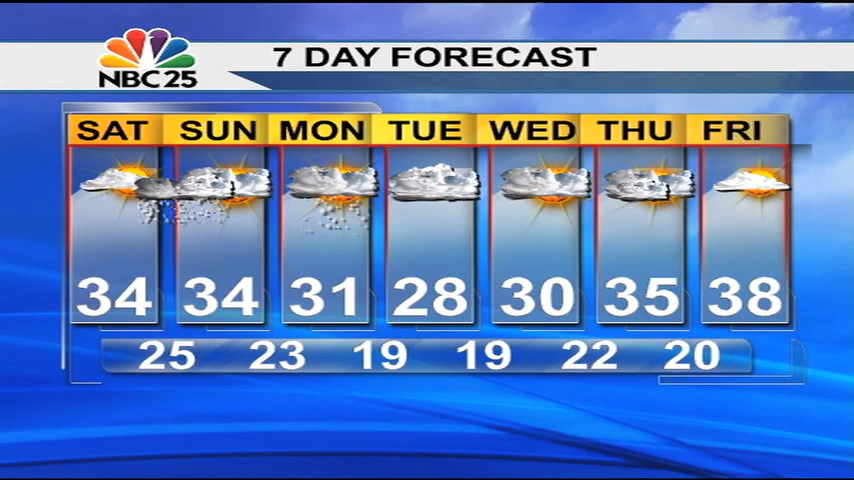 NBC25
7 DAY FORECAST
SAT SUN MON TUE WED THU FRI
34 34 31 28 30 35 38
25 23 19 19 22 20